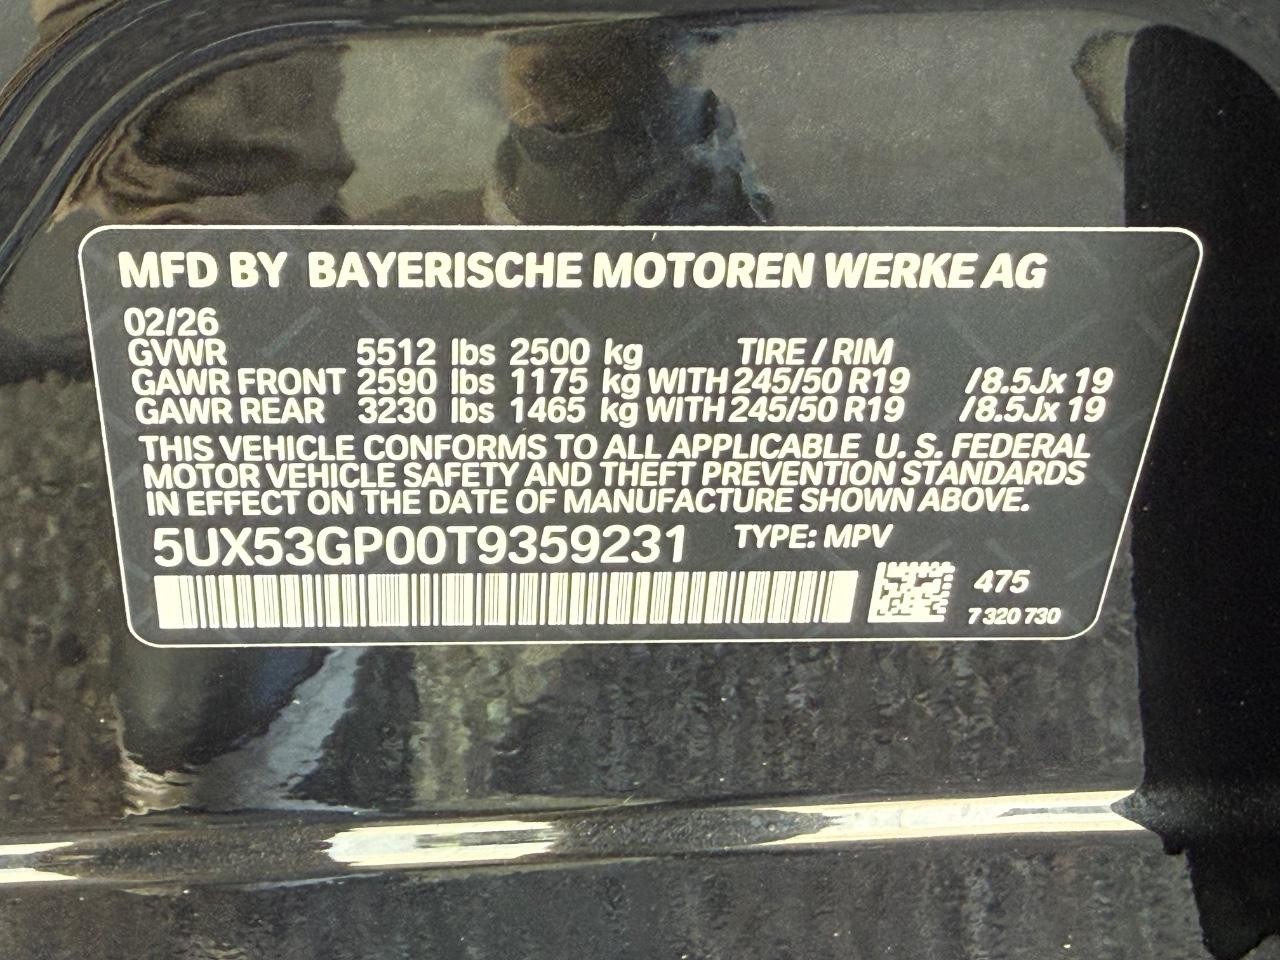 MFD BY BAYERISCHE MOTOREN WERKE AG
02/26
GVWR 5512 lbs 2500 kg TIRE / RIM
GAWR FRONT 2590 lbs 1175 kg WITH 245/50 R19 /8.5Jx 19
GAWR REAR 3230 lbs 1465 kg WITH 245/50 R19 /8.5Jx 19
THIS VEHICLE CONFORMS TO ALL APPLICABLE U. S. FEDERAL
MOTOR VEHICLE SAFETY AND THEFT PREVENTION STANDARDS
IN EFFECT ON THE DATE OF MANUFACTURE SHOWN ABOVE.
5UX53GP00T9359231 TYPE: MPV
475
7 320 730